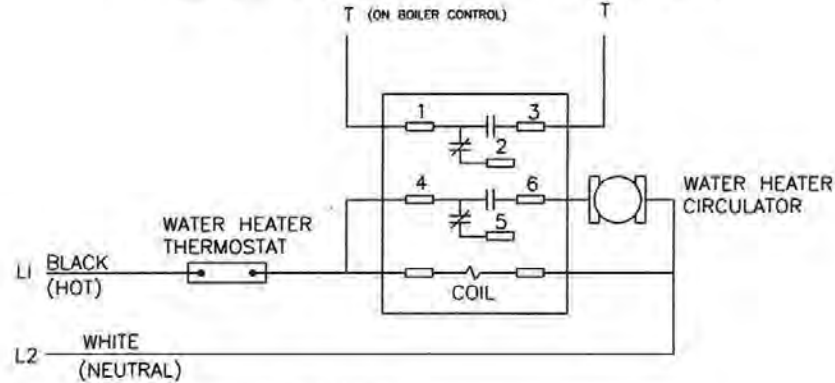 T (ON BOILER CONTROL) T
1 3
2
4 6
WATER HEATER
CIRCULATOR
5
WATER HEATER
THERMOSTAT
L1 BLACK
(HOT)
COIL
L2 WHITE
(NEUTRAL)